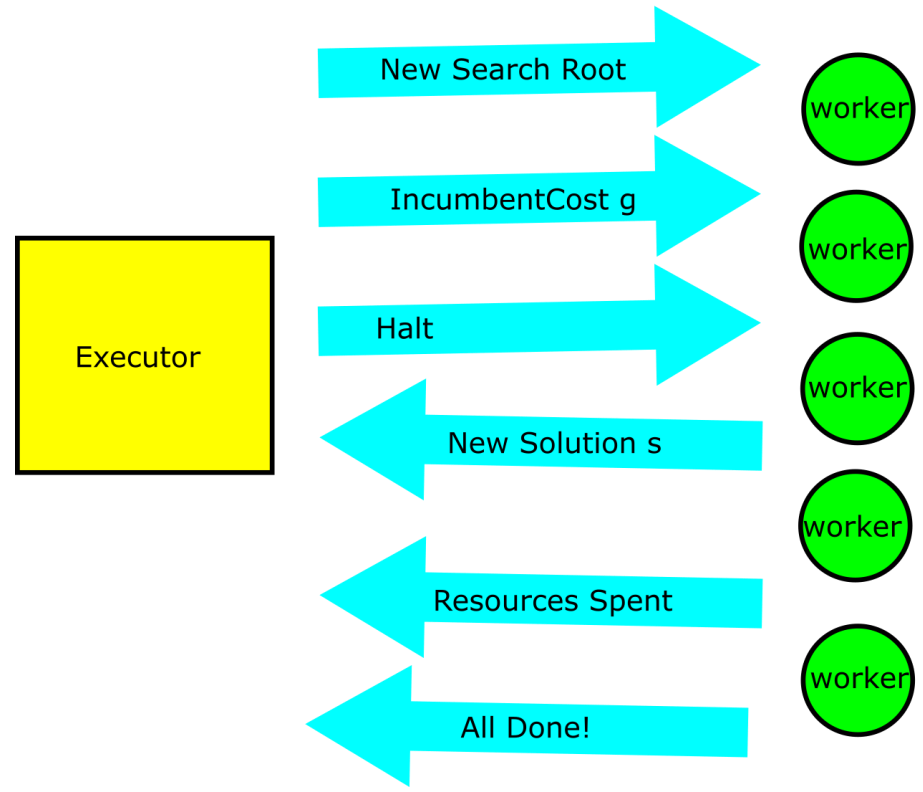 New Search Root
worker
IncumbentCost g
worker
Executor
Halt
worker
New Solution s
worker
Resources Spent
worker
All Done!